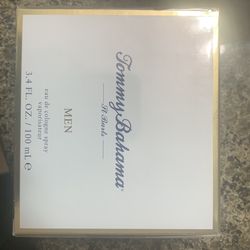 Tommy Bahama
St Barts
MEN
eau de cologne spray
vaporisateur
3.4 FL. OZ. / 100 mL e